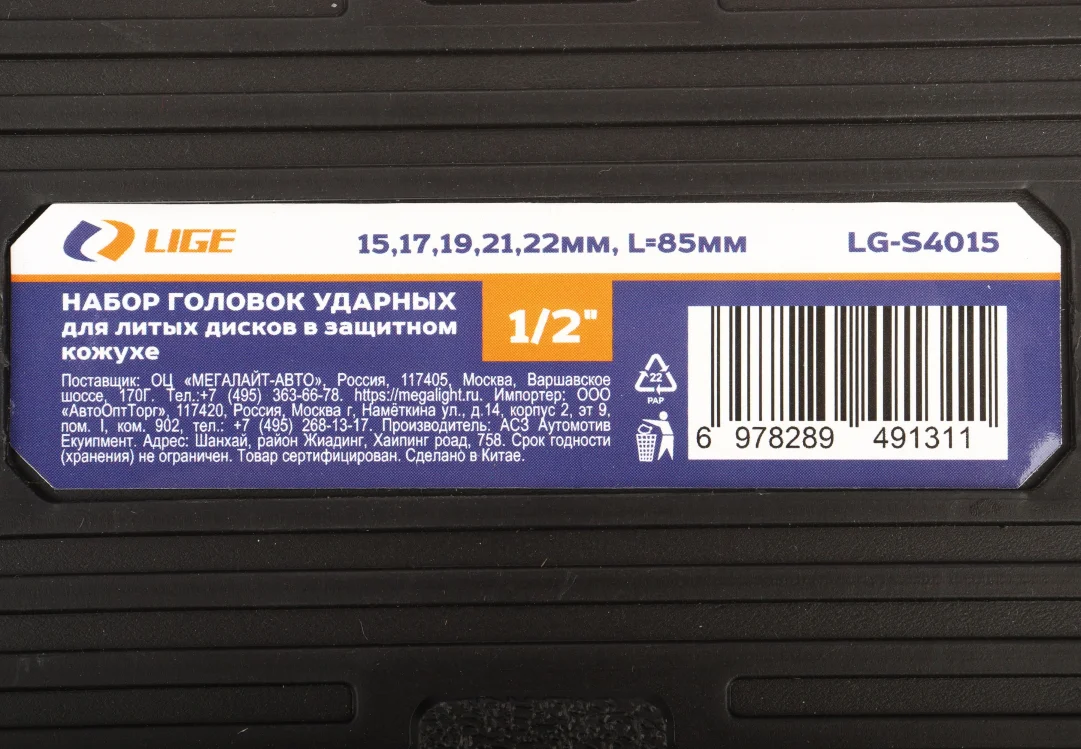 LIGE
15,17,19,21,22мм, L=85мм
LG-S4015
НАБОР ГОЛОВОК УДАРНЫХ
для литых дисков в защитном
кожухе
1/2"
Поставщик: ОЦ «МЕГАЛАЙТ-АВТО», Россия, 117405, Москва, Варшавское
шоссе, 170Г. Тел.:+7 (495) 363-66-78. https://megalight.ru. Импортер: ООО
«АвтоОптТорг», 117420, Россия, Москва г, Намёткина ул., д.14, корпус 2, эт 9,
пом. I, ком. 902, тел.: +7 (495) 268-13-17. Производитель: АСЗ Аутомотив
Екуипмент. Адрес: Шанхай, район Жиадинг, Хаипинг роад, 758. Срок годности
(хранения) не ограничен. Товар сертифицирован. Сделано в Китае.
22
PAP
6 978289 491311